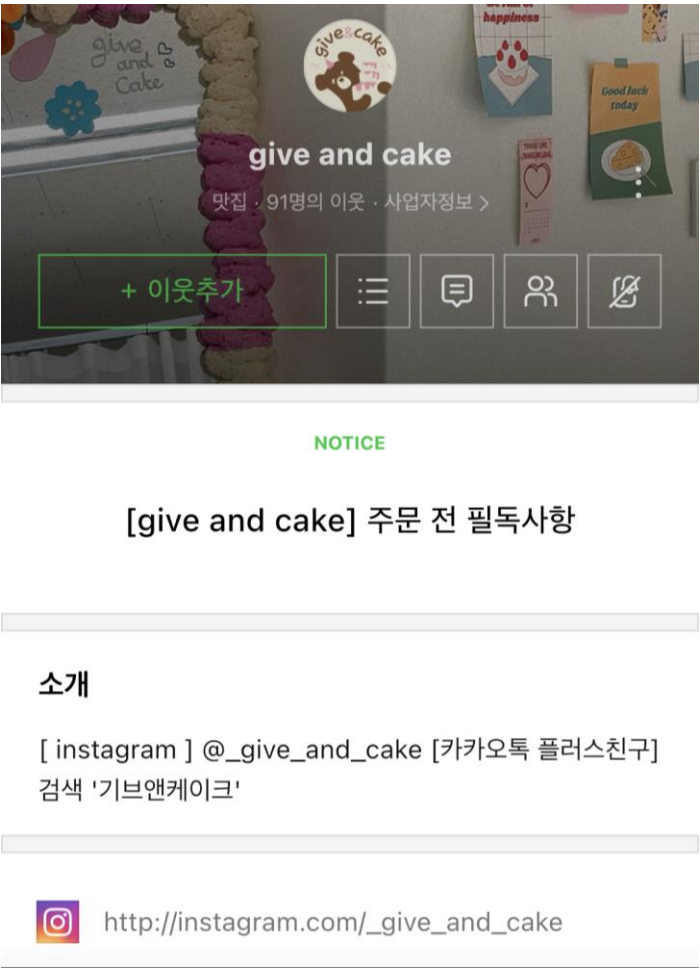 happiness
give
and
Cake
give&cake
Good luck
today
give and cake
맛집 · 91명의 이웃 · 사업자정보 >
+ 이웃추가
NOTICE
[give and cake] 주문 전 필독사항
소개
[ instagram ] @_give_and_cake [카카오톡 플러스친구]
검색 '기브앤케이크'
http://instagram.com/_give_and_cake